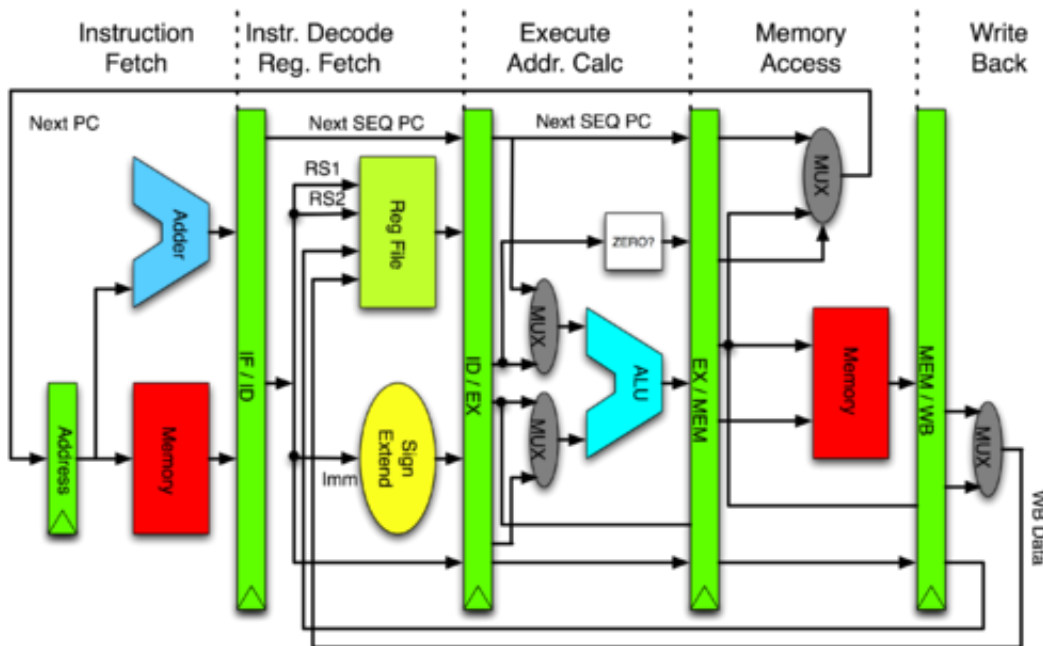 Instruction
Fetch
Instr. Decode
Reg. Fetch
Execute
Addr. Calc
Memory
Access
Write
Back
Next PC
Next SEQ PC
Next SEQ PC
RS1
RS2
Reg File
MUX
Adder
ZERO?
MUX
ALU
Memory
IF / ID
ID / EX
EX / MEM
MEM / WB
Address
Memory
Sign
Extend
Imm
MUX
MUX
WB Data